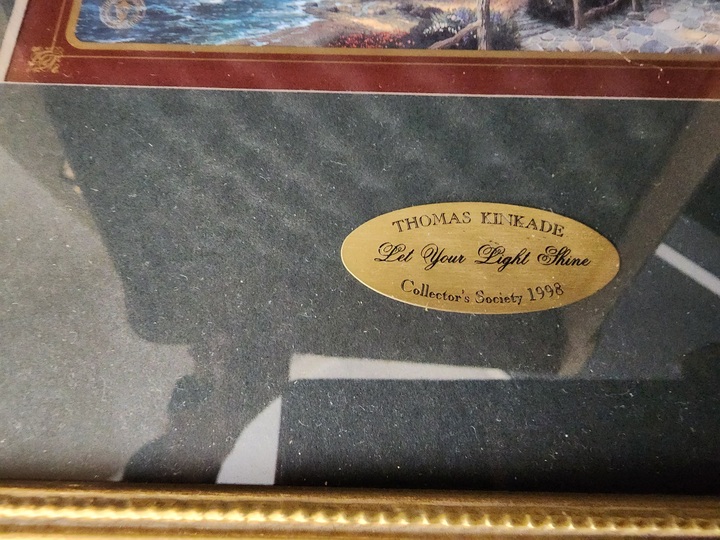 THOMAS KINKADE
Let Your Light Shine
Collector's Society 1998